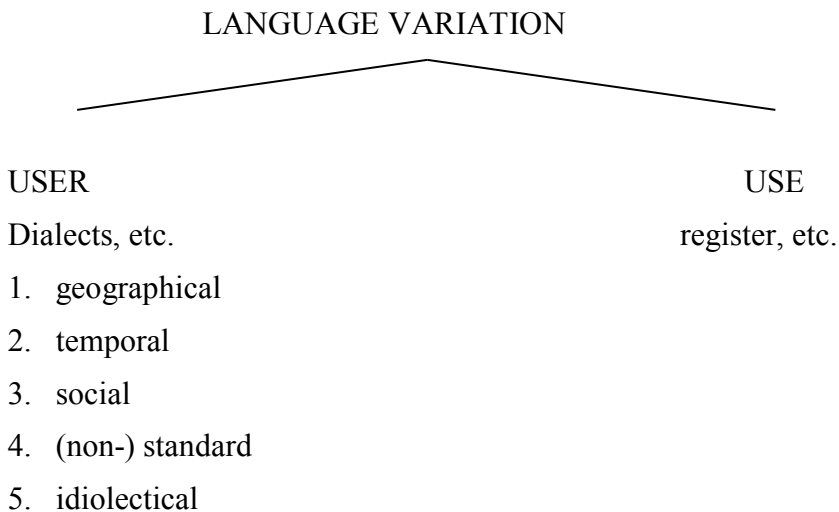 LANGUAGE VARIATION
USER USE
Dialects, etc. register, etc.
1. geographical
2. temporal
3. social
4. (non-) standard
5. idiolectical